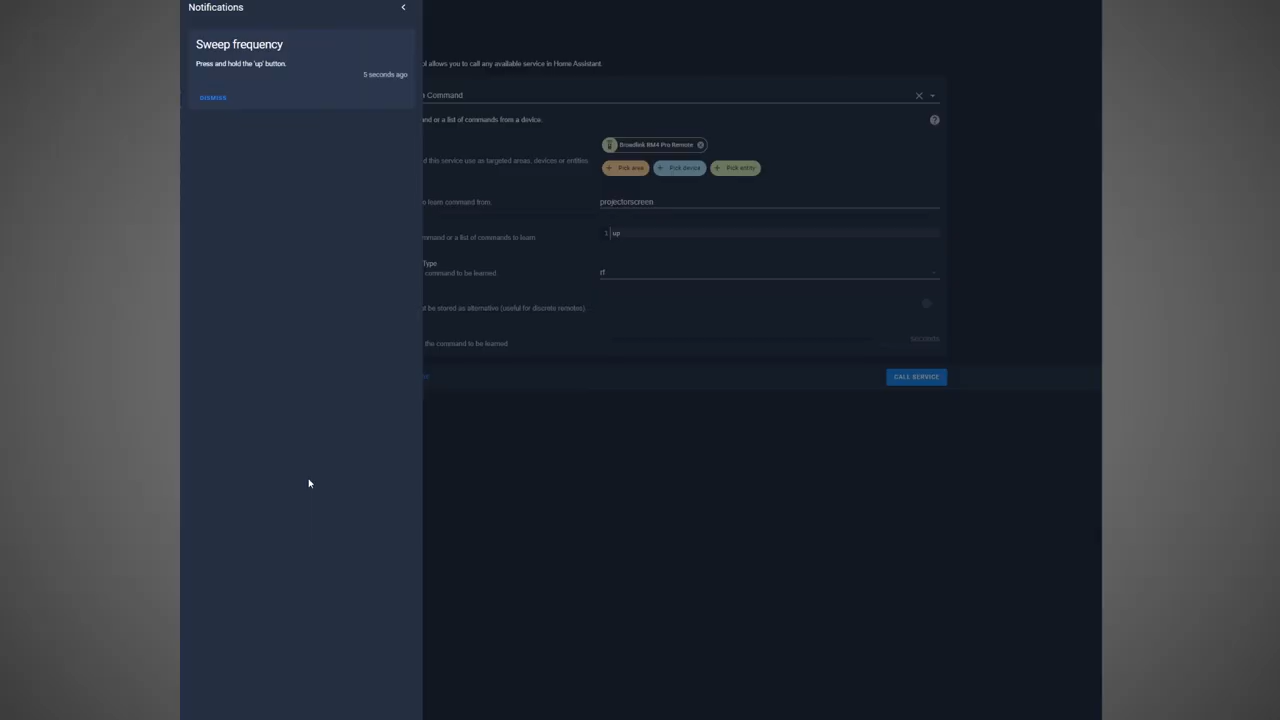 Notifications
Sweep frequency
Press and hold the 'up' button.
5 seconds ago
DISMISS
ol allows you to call any available service in Home Assistant.
Command
and or a list of commands from a device.
Broadlink RM4 Pro Remote
d this service use as targeted areas, devices or entities.
Pick area
Pick device
Pick entity
learn command from.
projectorscreen
ommand or a list of commands to learn.
1 up
Type
command to be learned.
rf
t be stored as alternative (useful for discrete remotes).
the command to be learned
seconds
CALL SERVICE